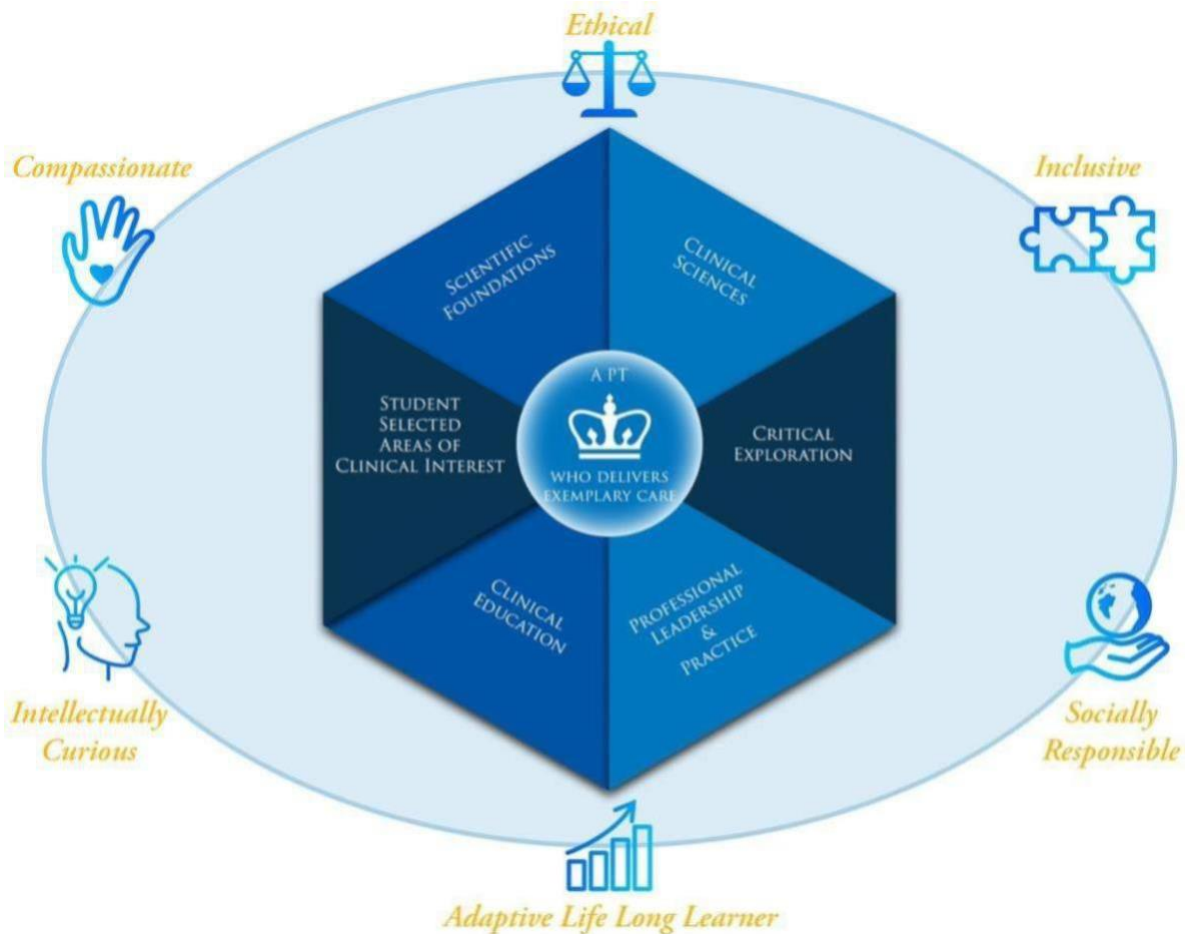 Ethical
Compassionate
Inclusive
SCIENTIFIC
FOUNDATIONS
CLINICAL
SCIENCES
STUDENT
SELECTED
AREAS OF
CLINICAL INTEREST
A PT
WHO DELIVERS
EXEMPLARY CARE
CRITICAL
EXPLORATION
CLINICAL
EDUCATION
PROFESSIONAL
LEADERSHIP
&
PRACTICE
Intellectually
Curious
Socially
Responsible
Adaptive Life Long Learner